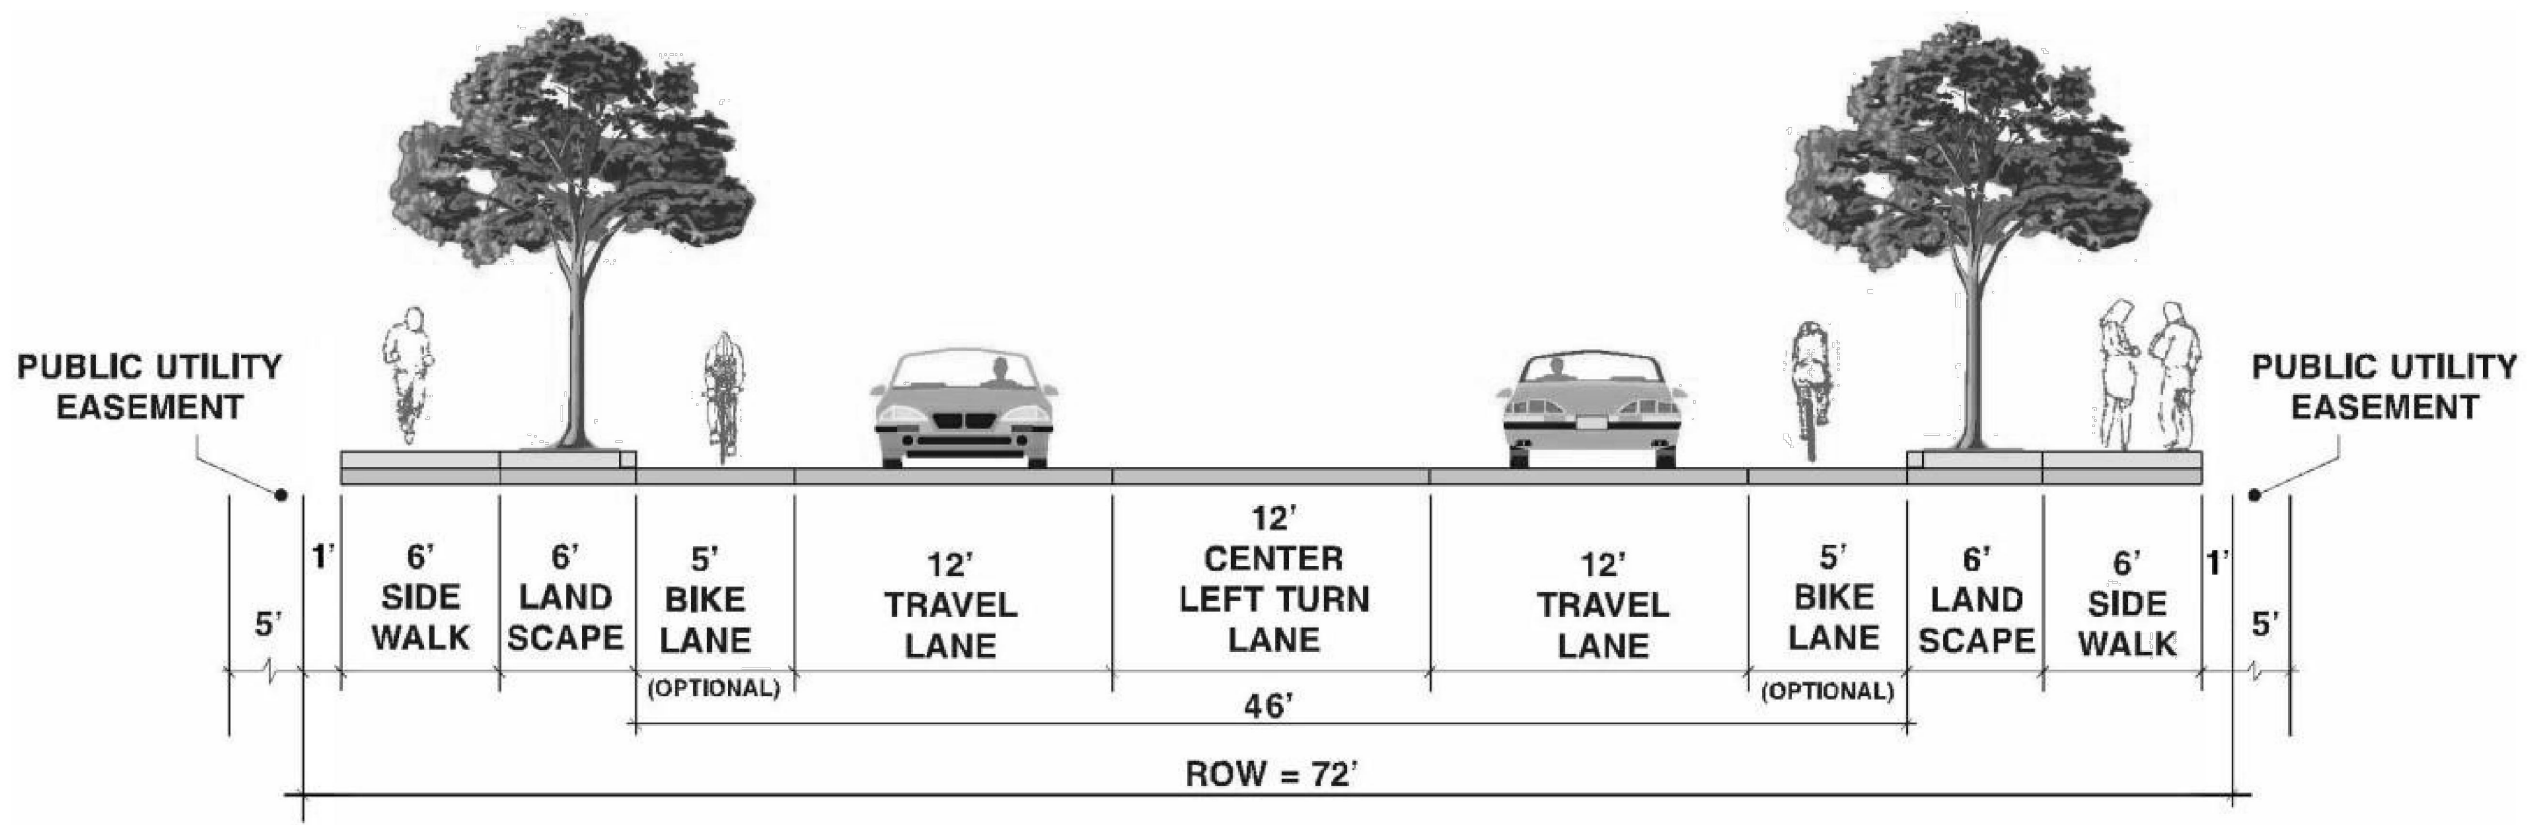 PUBLIC UTILITY
EASEMENT
PUBLIC UTILITY
EASEMENT
5'
1'
6'
SIDE
WALK
6'
LAND
SCAPE
5'
BIKE
LANE
(OPTIONAL)
12'
TRAVEL
LANE
12'
CENTER
LEFT TURN
LANE
12'
TRAVEL
LANE
5'
BIKE
LANE
(OPTIONAL)
6'
LAND
SCAPE
6'
SIDE
WALK
1'
5'
46'
ROW = 72'